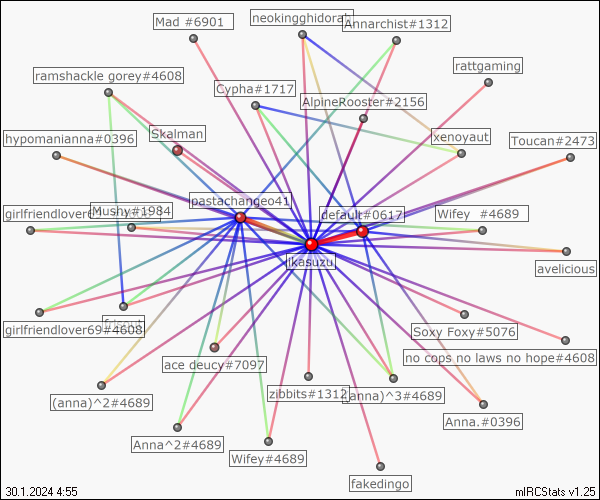 Mad #6901
neokingghidorah
Annarchist#1312
rattgaming
ramshackle gorey#4608
Cypha#1717
AlpineRooster#2156
Skalman
hypomanianna#0396
xenoyaut
Toucan#2473
pastachangeo41
girlfriendlover
Mushy#1984
default#0617
Wifey #4689
jkasuzu
avelicious
girlfriendlover69#4608
Soxy Foxy#5076
ace deucy#7097
no cops no laws no hope#4608
(anna)^2#4689
zibbits#1312
(anna)^3#4689
Anna.#0396
Anna^2#4689
Wifey#4689
fakedingo
30.1.2024 4:55
mIRCStats v1.25